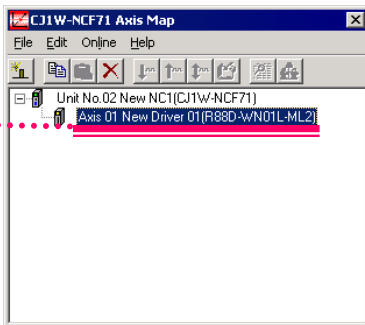 CJ1W-NCF71 Axis Map
File Edit Online Help
Unit No.02 New NC1(CJ1W-NCF71)
Axis 01 New Driver 01(R88D-WN01L-ML2)